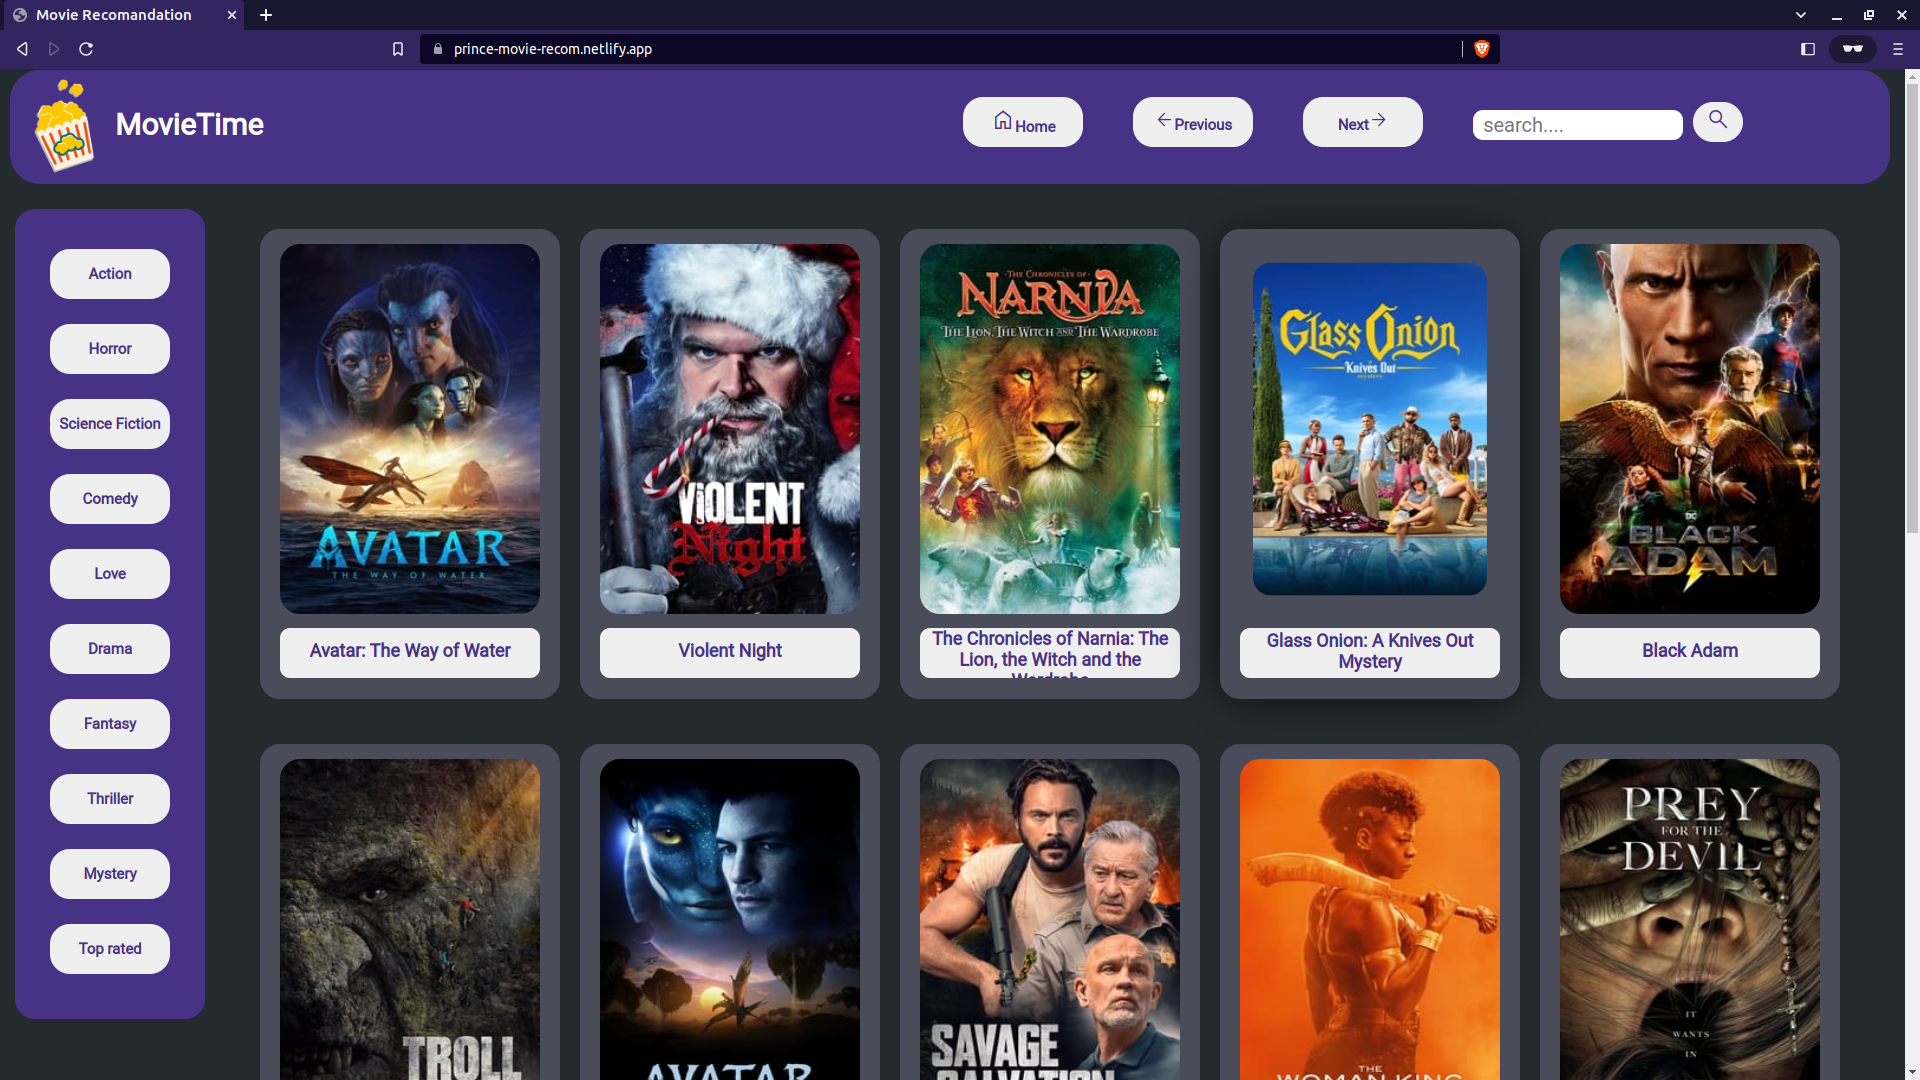 Movie Recomandation
prince-movie-recom.netlify.app
MovieTime
Home
Previous
Next
search....
Action
Horror
Science Fiction
Comedy
Love
Drama
Fantasy
Thriller
Mystery
Top rated
AVATAR
THE WAY OF WATER
Avatar: The Way of Water
VIOLENT
Night
Violent Night
THE CHRONICLES OF
NARNIA
THE LION, THE WITCH AND THE WARDROBE
The Chronicles of Narnia: The
Lion, the Witch and the
Wardrobe
GLASS ONION
Knives Out
Glass Onion: A Knives Out
Mystery
DC
BLACK
ADAM
Black Adam
TROLL
AVATAR
SAVAGE
SALVATION
THE
WOMAN KING
PREY
FOR THE
DEVIL
IT
WANTS
IN